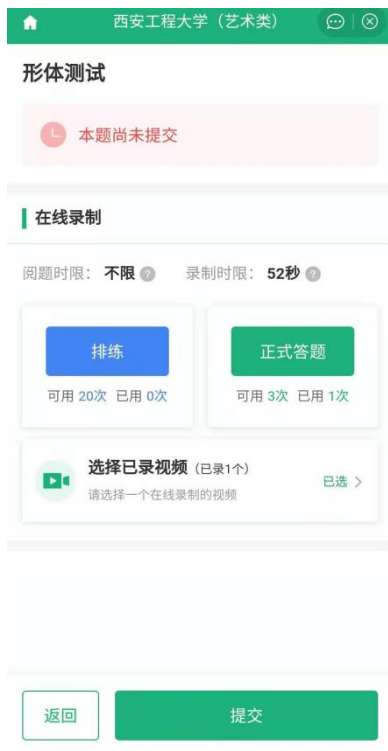 西安工程大学（艺术类）
形体测试
本题尚未提交
在线录制
阅题时限： 不限 ? 录制时限： 52秒 ?
排练 正式答题
可用 20次 已用 0次 可用 3次 已用 1次
选择已录视频（已录1个）
请选择一个在线录制的视频 已选
返回 提交